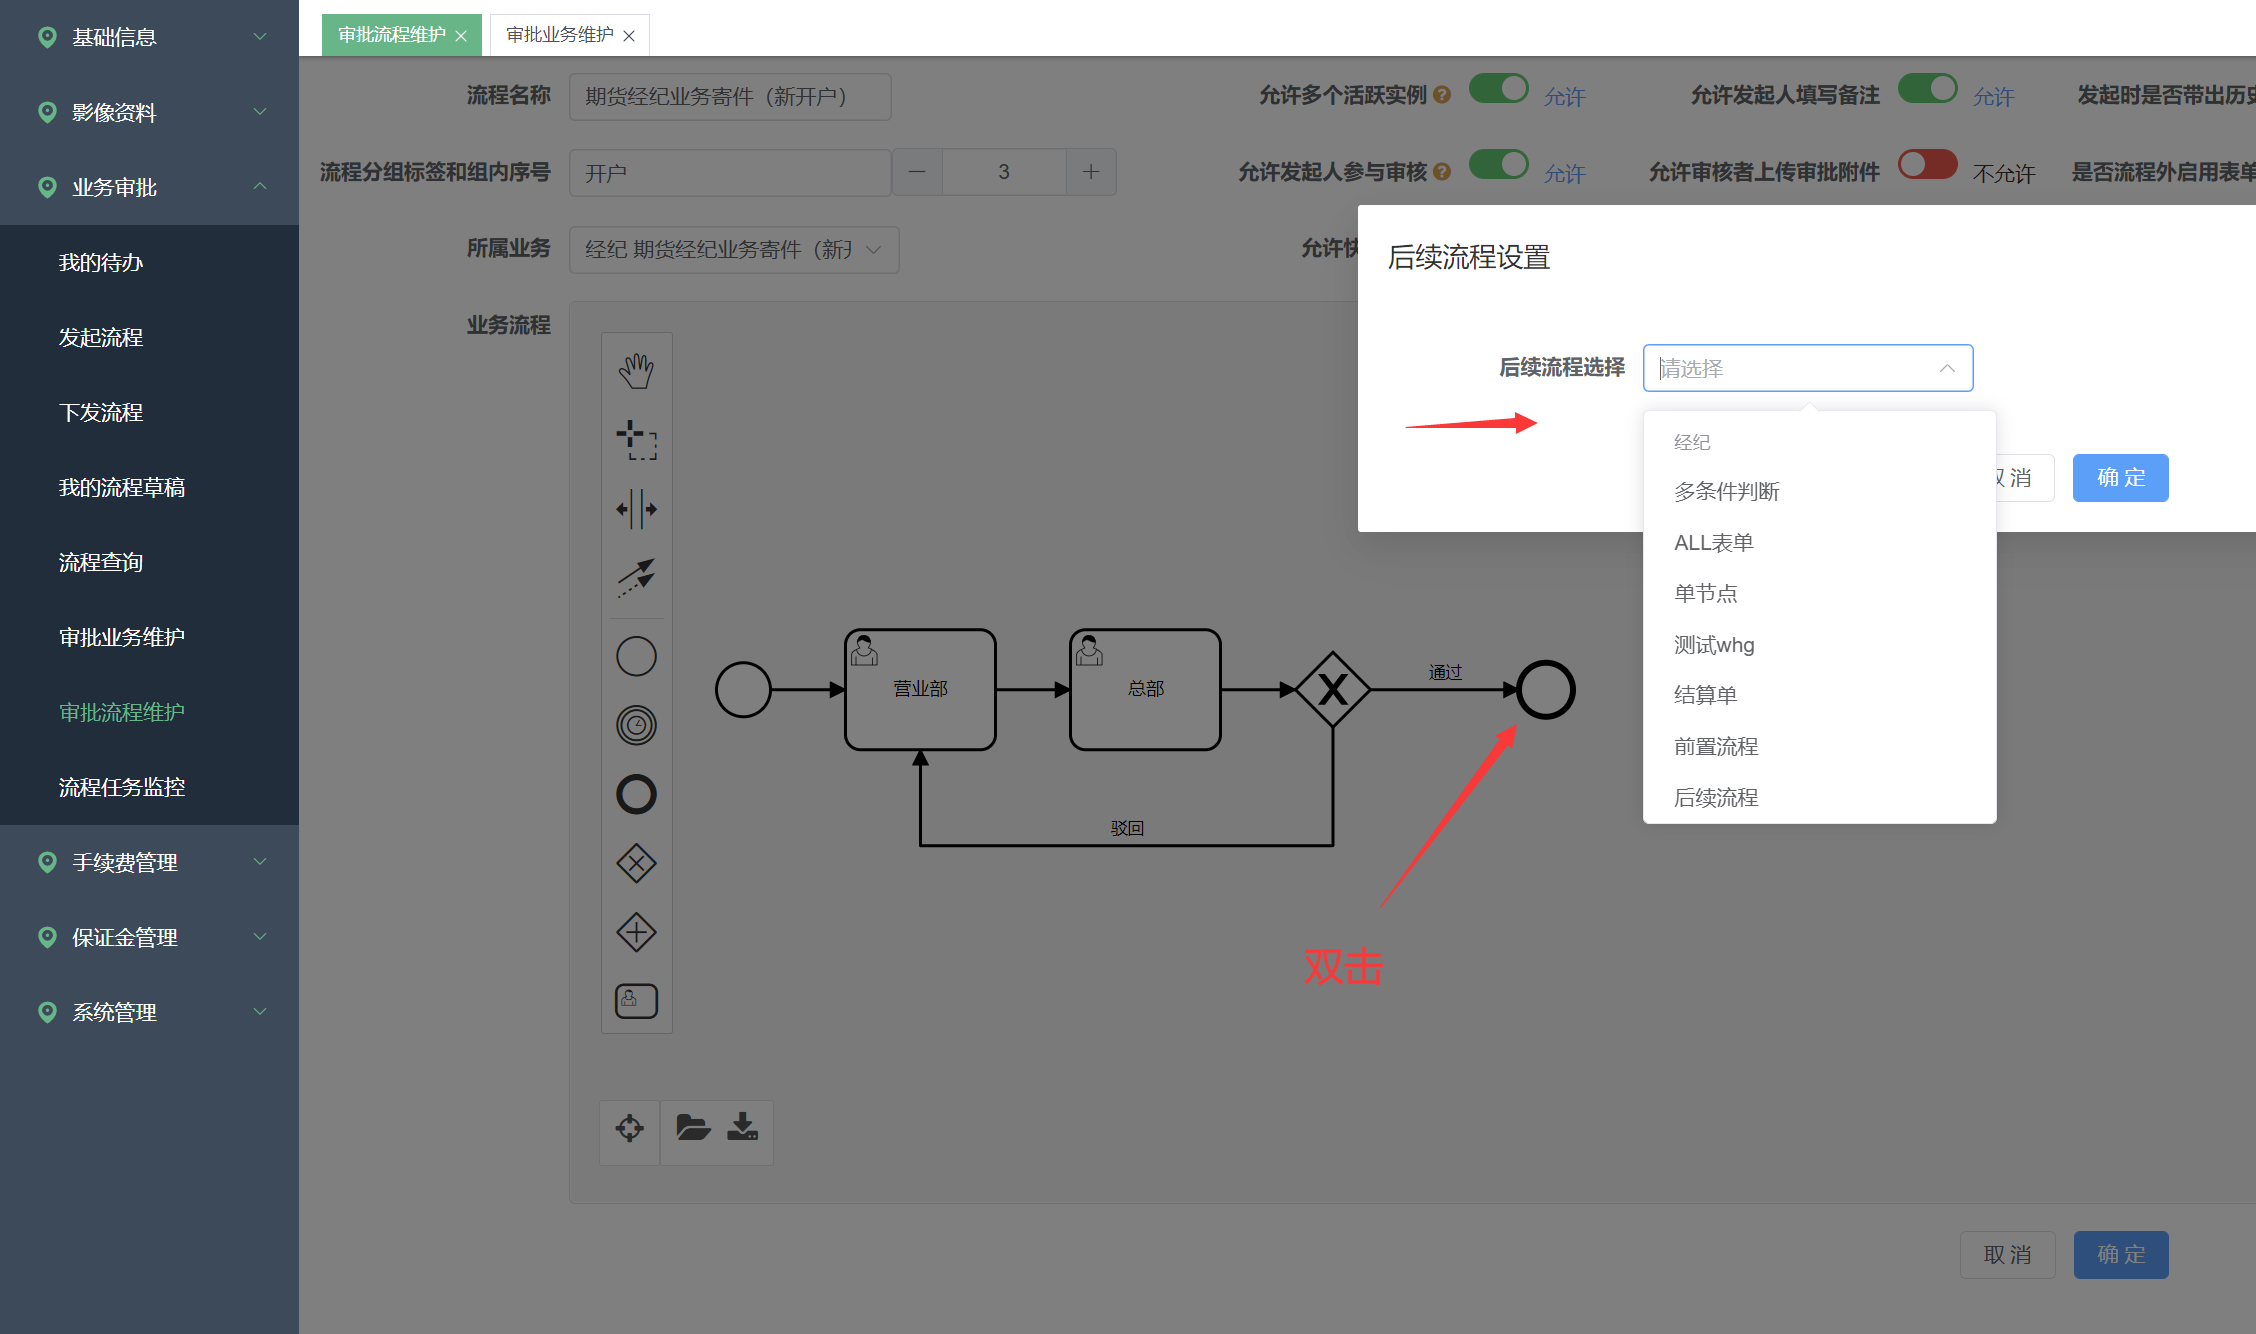 基础信息
影像资料
业务审批
我的待办
发起流程
下发流程
我的流程草稿
流程查询
审批业务维护
审批流程维护
流程任务监控
手续费管理
保证金管理
系统管理
审批流程维护
审批业务维护
流程名称
期货经纪业务寄件（新开户）
允许多个活跃实例
允许
允许发起人填写备注
允许
发起时是否带出历史
流程分组标签和组内序号
开户
3
允许发起人参与审核
允许
允许审核者上传审批附件
不允许
是否流程外启用表单
所属业务
经纪 期货经纪业务寄件（新
允许快
业务流程
后续流程设置
后续流程选择
请选择
经纪
多条件判断
ALL表单
单节点
测试whg
结算单
前置流程
后续流程
消
确 定
营业部
总部
通过
驳回
双击
取 消
确 定